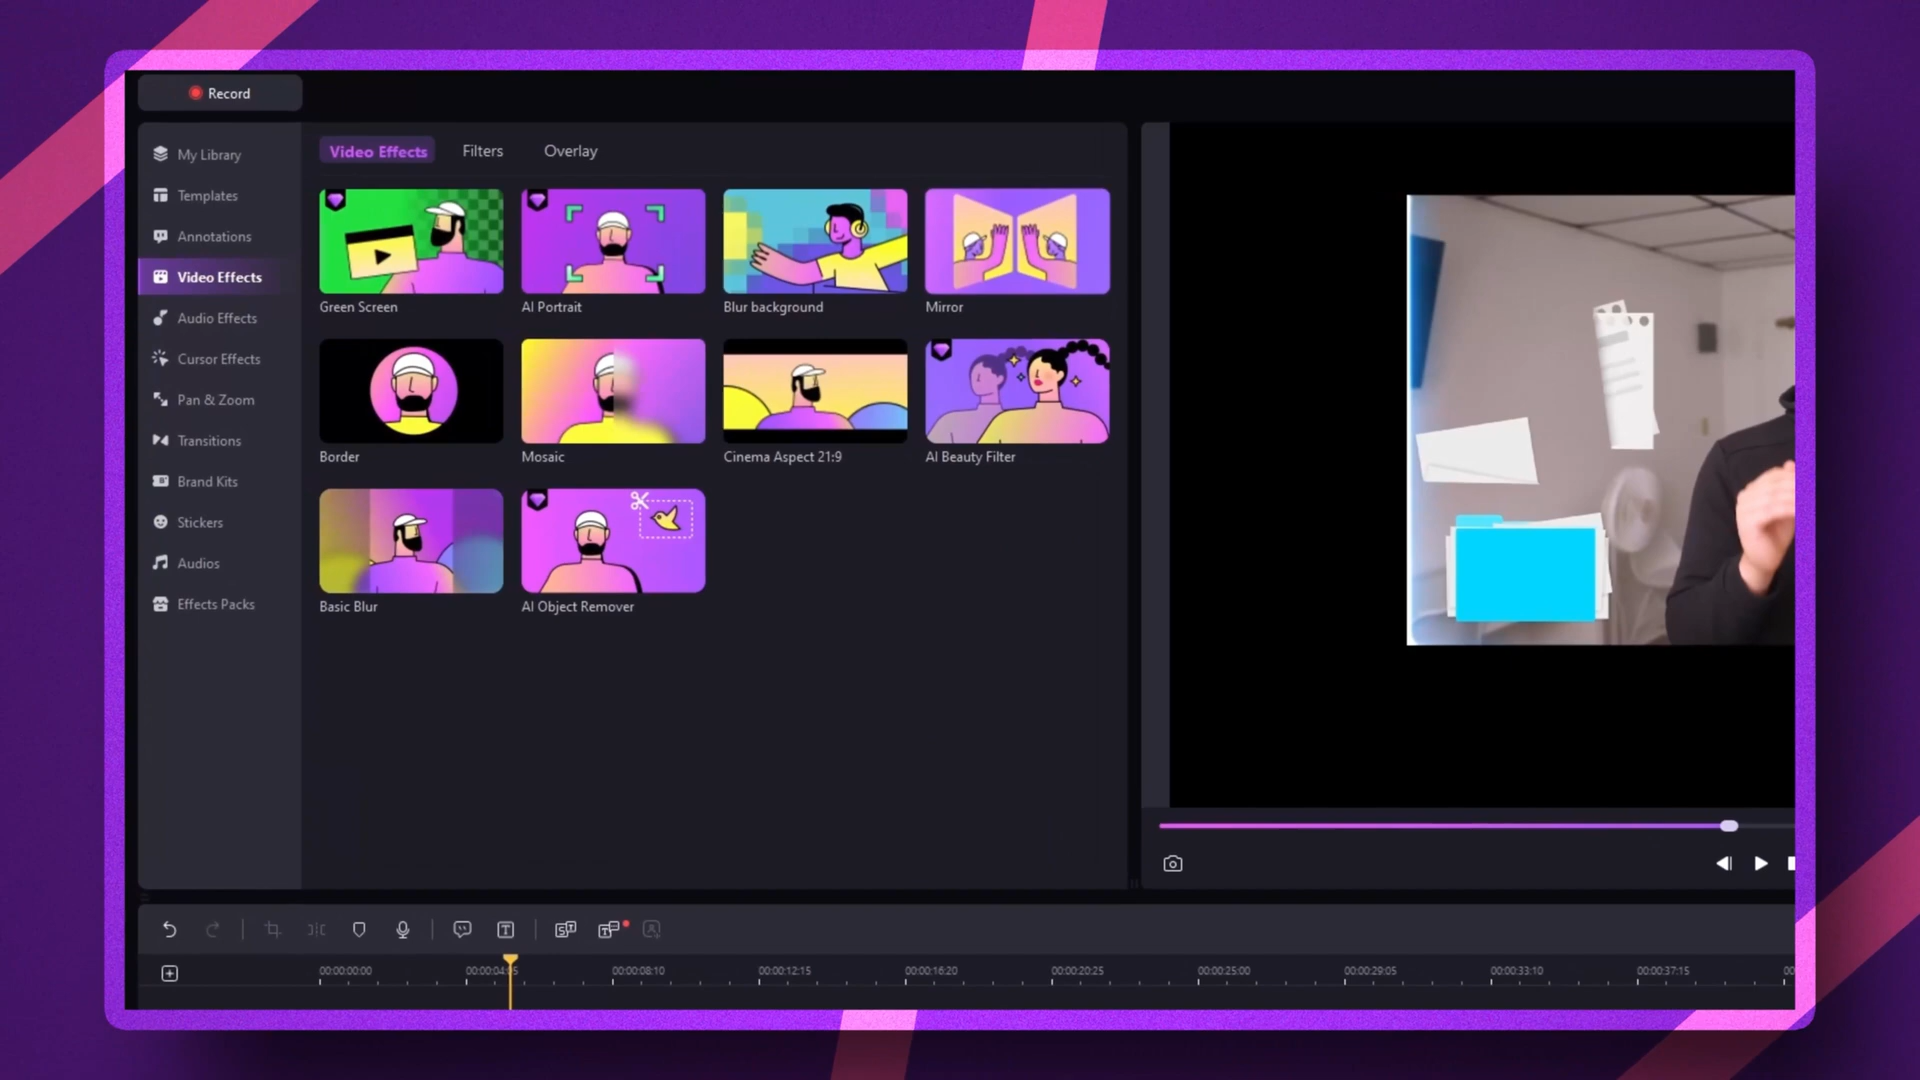 Record
My Library
Templates
Annotations
Video Effects
Audio Effects
Cursor Effects
Pan & Zoom
Transitions
Brand Kits
Stickers
Audios
Effects Packs
Video Effects Filters Overlay
Green Screen AI Portrait Blur background Mirror
Border Mosaic Cinema Aspect 21:9 AI Beauty Filter
Basic Blur AI Object Remover
00:00:00:00 00:00:04:05 00:00:08:10 00:00:12:15 00:00:16:20 00:00:20:25 00:00:25:00 00:00:29:05 00:00:33:10 00:00:37:15 00